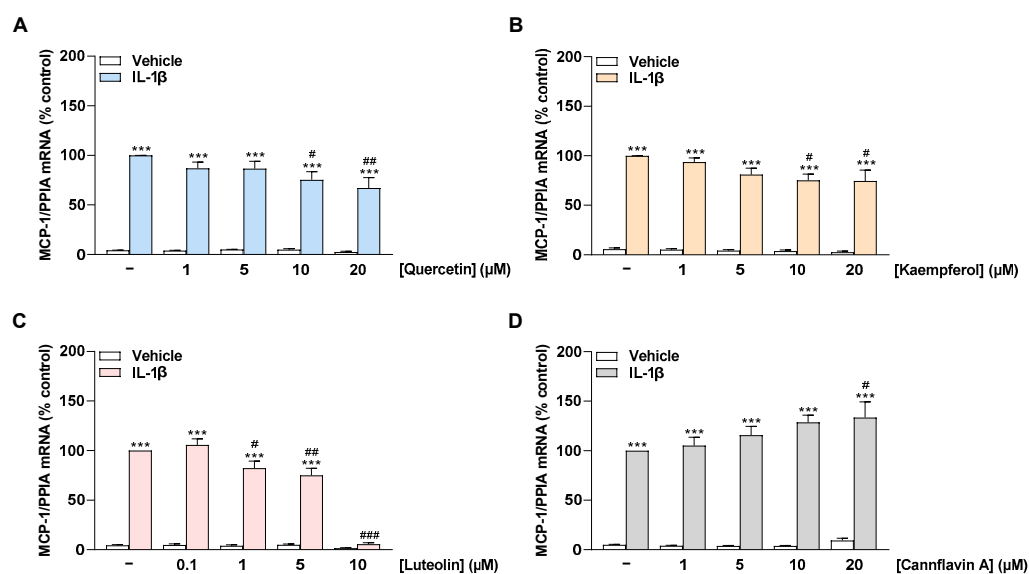 A
MCP-1/PPIA mRNA (% control)
Vehicle
IL-1β
200
150
100
50
0
*** *** *** *** ***
# ##
– 1 5 10 20 [Quercetin] (µM)
B
MCP-1/PPIA mRNA (% control)
Vehicle
IL-1β
200
150
100
50
0
*** *** *** *** ***
# #
– 1 5 10 20 [Kaempferol] (µM)
C
MCP-1/PPIA mRNA (% control)
Vehicle
IL-1β
200
150
100
50
0
*** *** *** ***
# ## ###
– 0.1 1 5 10 [Luteolin] (µM)
D
MCP-1/PPIA mRNA (% control)
Vehicle
IL-1β
200
150
100
50
0
*** *** *** *** ***
#
– 1 5 10 20 [Cannflavin A] (µM)